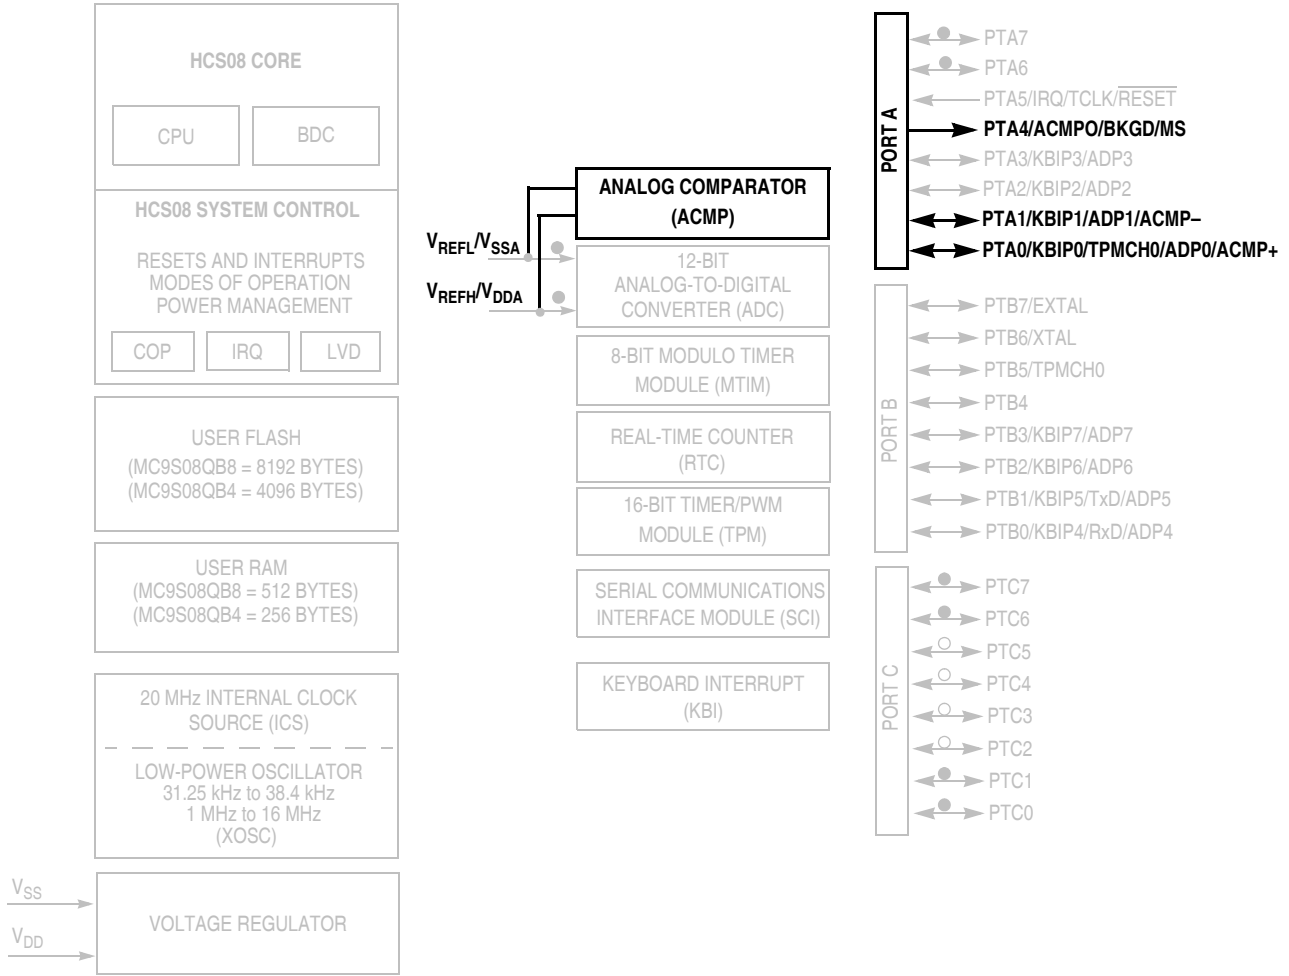 HCS08 CORE
CPU
BDC
HCS08 SYSTEM CONTROL
RESETS AND INTERRUPTS
MODES OF OPERATION
POWER MANAGEMENT
COP
IRQ
LVD
USER FLASH
(MC9S08QB8 = 8192 BYTES)
(MC9S08QB4 = 4096 BYTES)
USER RAM
(MC9S08QB8 = 512 BYTES)
(MC9S08QB4 = 256 BYTES)
20 MHz INTERNAL CLOCK
SOURCE (ICS)
LOW-POWER OSCILLATOR
31.25 kHz to 38.4 kHz
1 MHz to 16 MHz
(XOSC)
VSS
VDD
VOLTAGE REGULATOR
ANALOG COMPARATOR
(ACMP)
VREFL/VSSA
VREFH/VDDA
12-BIT
ANALOG-TO-DIGITAL
CONVERTER (ADC)
8-BIT MODULO TIMER
MODULE (MTIM)
REAL-TIME COUNTER
(RTC)
16-BIT TIMER/PWM
MODULE (TPM)
SERIAL COMMUNICATIONS
INTERFACE MODULE (SCI)
KEYBOARD INTERRUPT
(KBI)
PORT A
PTA7
PTA6
PTA5/IRQ/TCLK/RESET
PTA4/ACMPO/BKGD/MS
PTA3/KBIP3/ADP3
PTA2/KBIP2/ADP2
PTA1/KBIP1/ADP1/ACMP–
PTA0/KBIP0/TPMCH0/ADP0/ACMP+
PORT B
PTB7/EXTAL
PTB6/XTAL
PTB5/TPMCH0
PTB4
PTB3/KBIP7/ADP7
PTB2/KBIP6/ADP6
PTB1/KBIP5/TxD/ADP5
PTB0/KBIP4/RxD/ADP4
PORT C
PTC7
PTC6
PTC5
PTC4
PTC3
PTC2
PTC1
PTC0